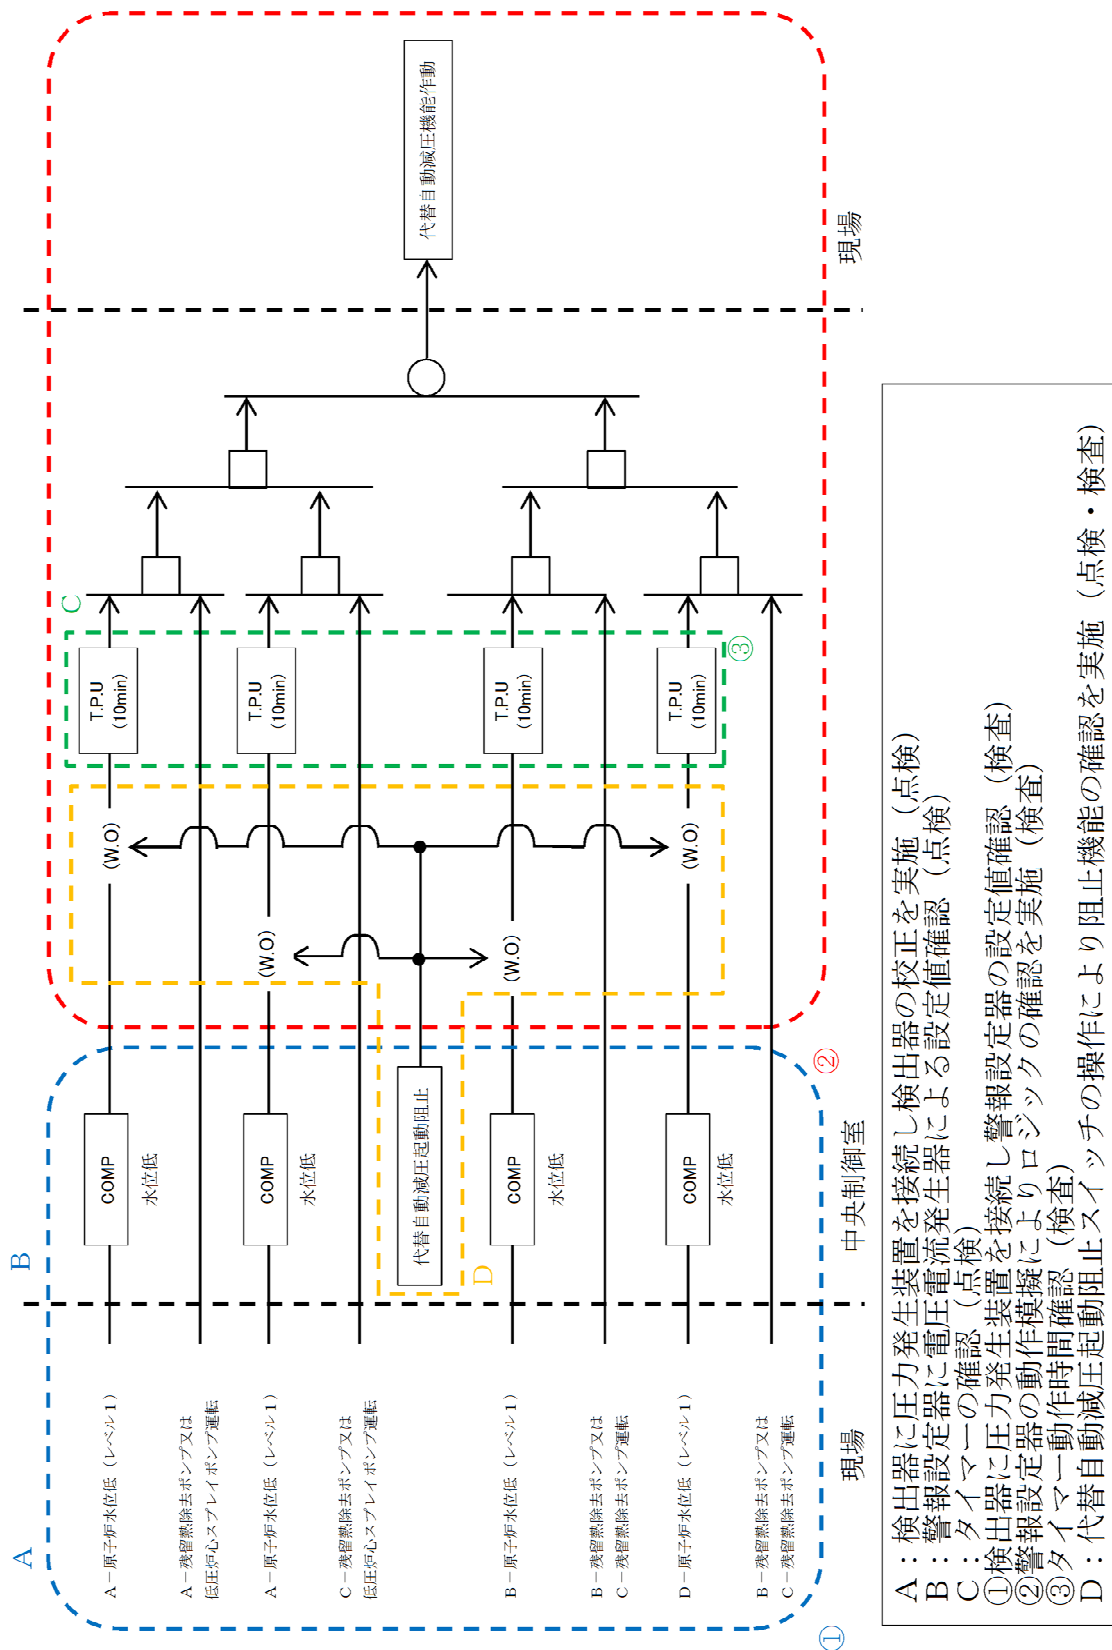 A
B
C
A－原子炉水位低（レベル１）
COMP
水位低
(W.O)
T.P.U
(10min)
A－残留熱除去ポンプ又は
低圧炉心スプレイポンプ運転
A－原子炉水位低（レベル１）
COMP
水位低
(W.O)
T.P.U
(10min)
C－残留熱除去ポンプ又は
低圧炉心スプレイポンプ運転
代替自動減圧起動阻止
D
代替自動減圧機能作動
B－原子炉水位低（レベル１）
COMP
水位低
(W.O)
T.P.U
(10min)
B－残留熱除去ポンプ又は
C－残留熱除去ポンプ運転
D－原子炉水位低（レベル１）
COMP
水位低
(W.O)
T.P.U
(10min)
B－残留熱除去ポンプ又は
C－残留熱除去ポンプ運転
①
②
③
現場
中央制御室
現場
A：検出器に圧力発生装置を接続し検出器の校正を実施（点検）
B：警報設定器に電圧電流発生器による設定値確認（点検）
C：タイマーの確認（点検）
①検出器に圧力発生装置を接続し警報設定器の設定値確認（検査）
②警報設定器の動作模擬によりロジックの確認を実施（検査）
③タイマー動作時間確認（検査）
D：代替自動減圧起動阻止スイッチの操作により阻止機能の確認を実施（点検・検査）